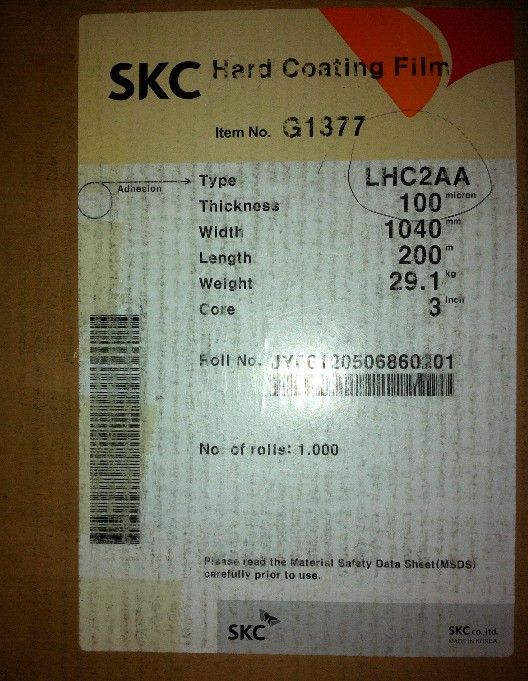 SKC Hard Coating Film
Item No. G1377
Adhesion
Type LHC2AA
Thickness 100 micron
Width 1040 mm
Length 200 m
Weight 29.1 kg
Core 3 inch
Roll No.
No. of rolls: 1.000
Please read the Material Safety Data Sheet(MSDS)
carefully prior to use.
SKC
SKC co.,ltd.
MADE IN KOREA